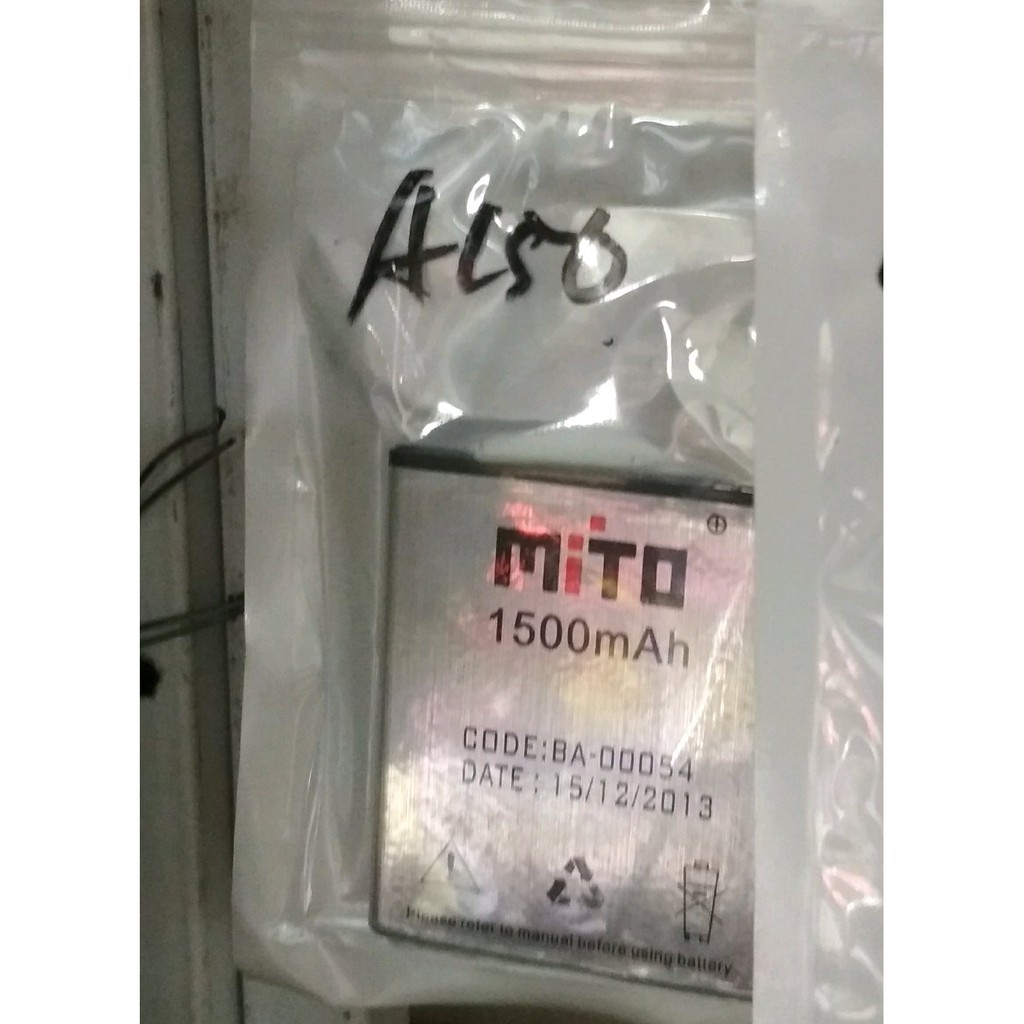 A150
MiTO
1500mAh
CODE:BA-00054
DATE : 15/12/2013
Please refer to manual before using battery